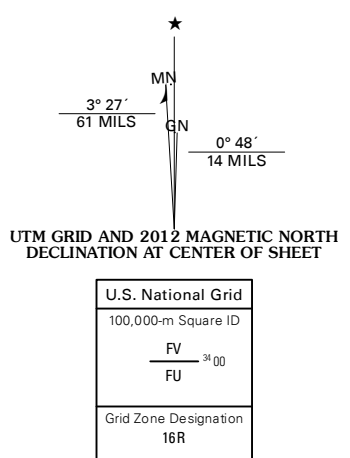 ★
MN
3° 27´
61 MILS
GN
0° 48´
14 MILS
UTM GRID AND 2012 MAGNETIC NORTH
DECLINATION AT CENTER OF SHEET
U.S. National Grid
100,000-m Square ID
FV
34 00
FU
Grid Zone Designation
16R